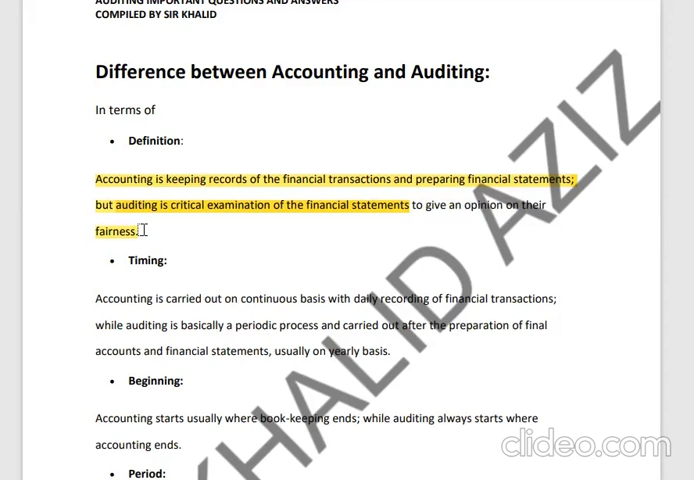 AUDITING IMPORTANT QUESTIONS AND ANSWERS
COMPILED BY SIR KHALID
Difference between Accounting and Auditing:
In terms of
• Definition:
Accounting is keeping records of the financial transactions and preparing financial statements;
but auditing is critical examination of the financial statements to give an opinion on their
fairness.
• Timing:
Accounting is carried out on continuous basis with daily recording of financial transactions;
while auditing is basically a periodic process and carried out after the preparation of final
accounts and financial statements, usually on yearly basis.
• Beginning:
Accounting starts usually where book-keeping ends; while auditing always starts where
accounting ends.
• Period:
KHALID AZIZ
clideo.com